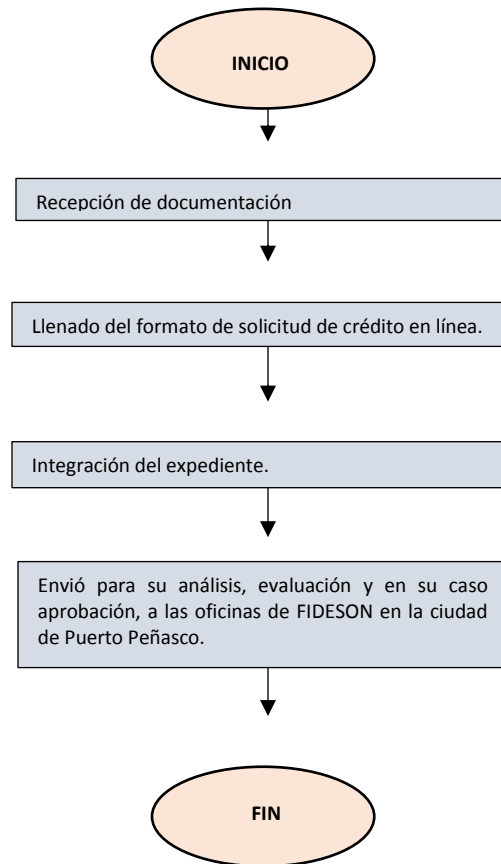 INICIO
Recepción de documentación
Llenado del formato de solicitud de crédito en línea.
Integración del expediente.
Envió para su análisis, evaluación y en su caso
aprobación, a las oficinas de FIDESON en la ciudad
de Puerto Peñasco.
FIN